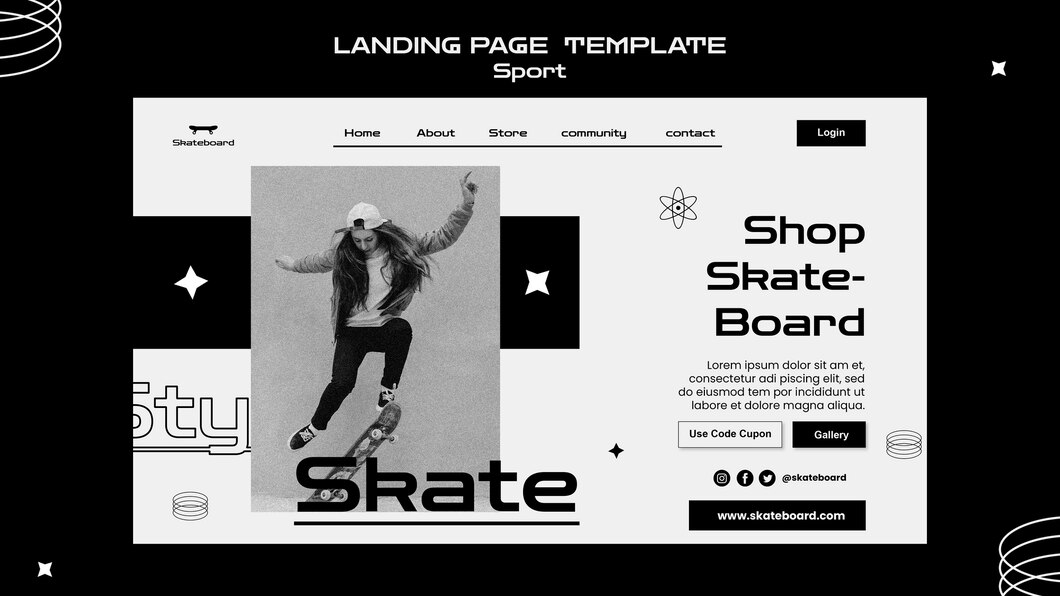 LANDING PAGE TEMPLATE
Sport
Skateboard
Home About Store community contact
Login
Shop
Skate-
Board
Lorem ipsum dolor sit am et,
consectetur adi piscing elit, sed
do eiusmod tem por incididunt ut
labore et dolore magna aliqua.
Use Code Cupon
Gallery
@skateboard
www.skateboard.com
Sty
Skate